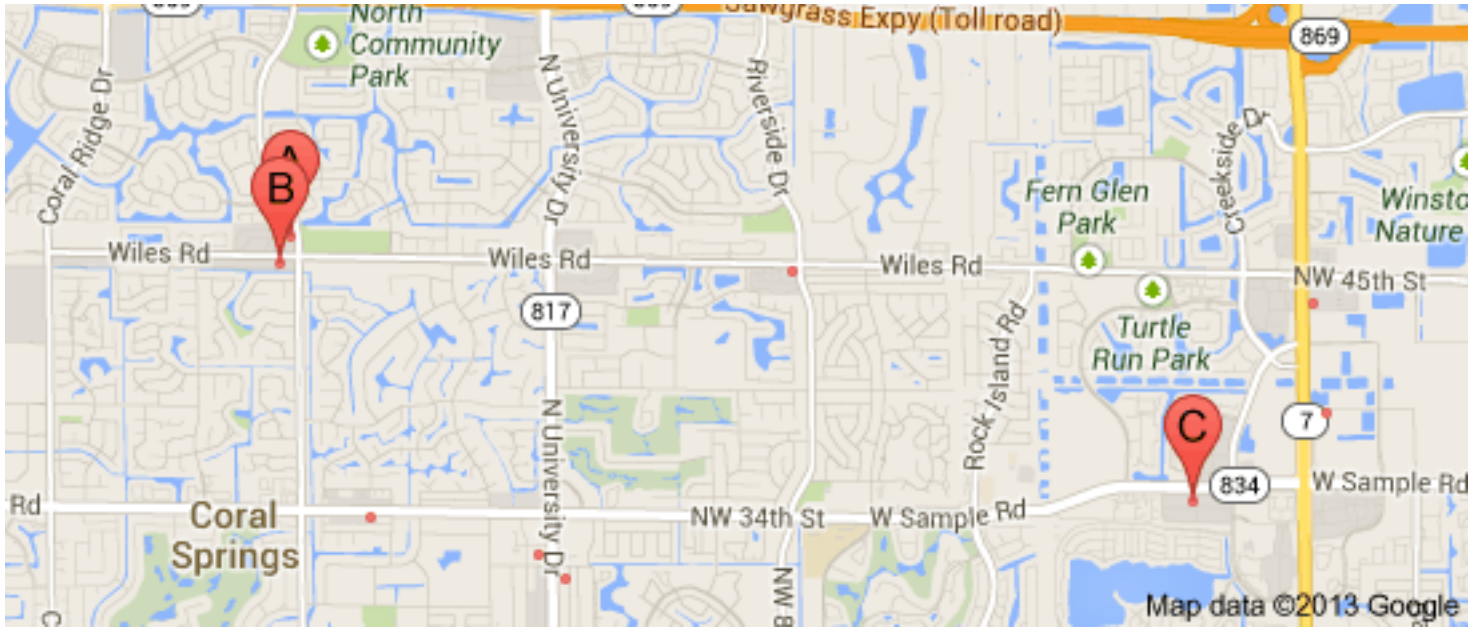 869
869
Sawgrass Expy (Toll road)
869
North
Community
Park
Coral Ridge Dr
N University Dr
Riverside Dr
Creekside Dr
A
B
Fern Glen
Park
Winsto
Nature
Wiles Rd
Wiles Rd
Wiles Rd
NW 45th St
817
Turtle
Run Park
Rock Island Rd
N University Dr
7
C
834
Rd
W Sample Rd
Coral
Springs
NW 34th St
W Sample Rd
NW 8
C
Map data ©2013 Google